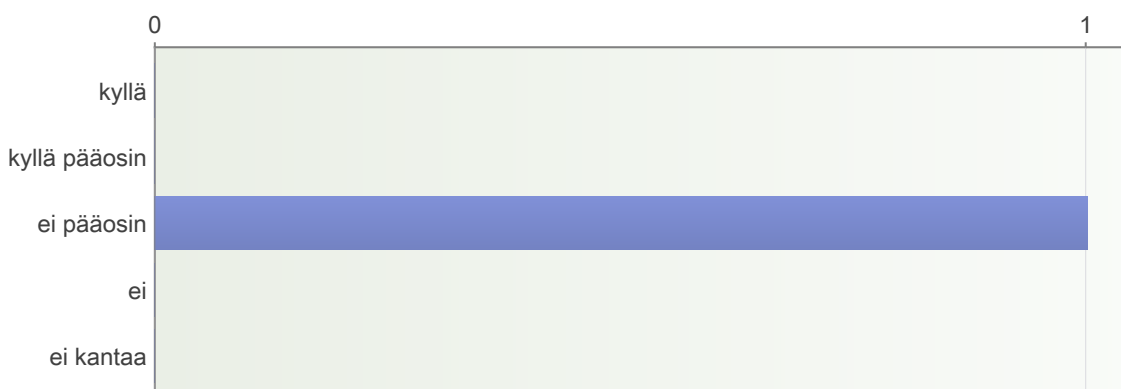 0 1
kyllä
kyllä pääosin
ei pääosin
ei
ei kantaa